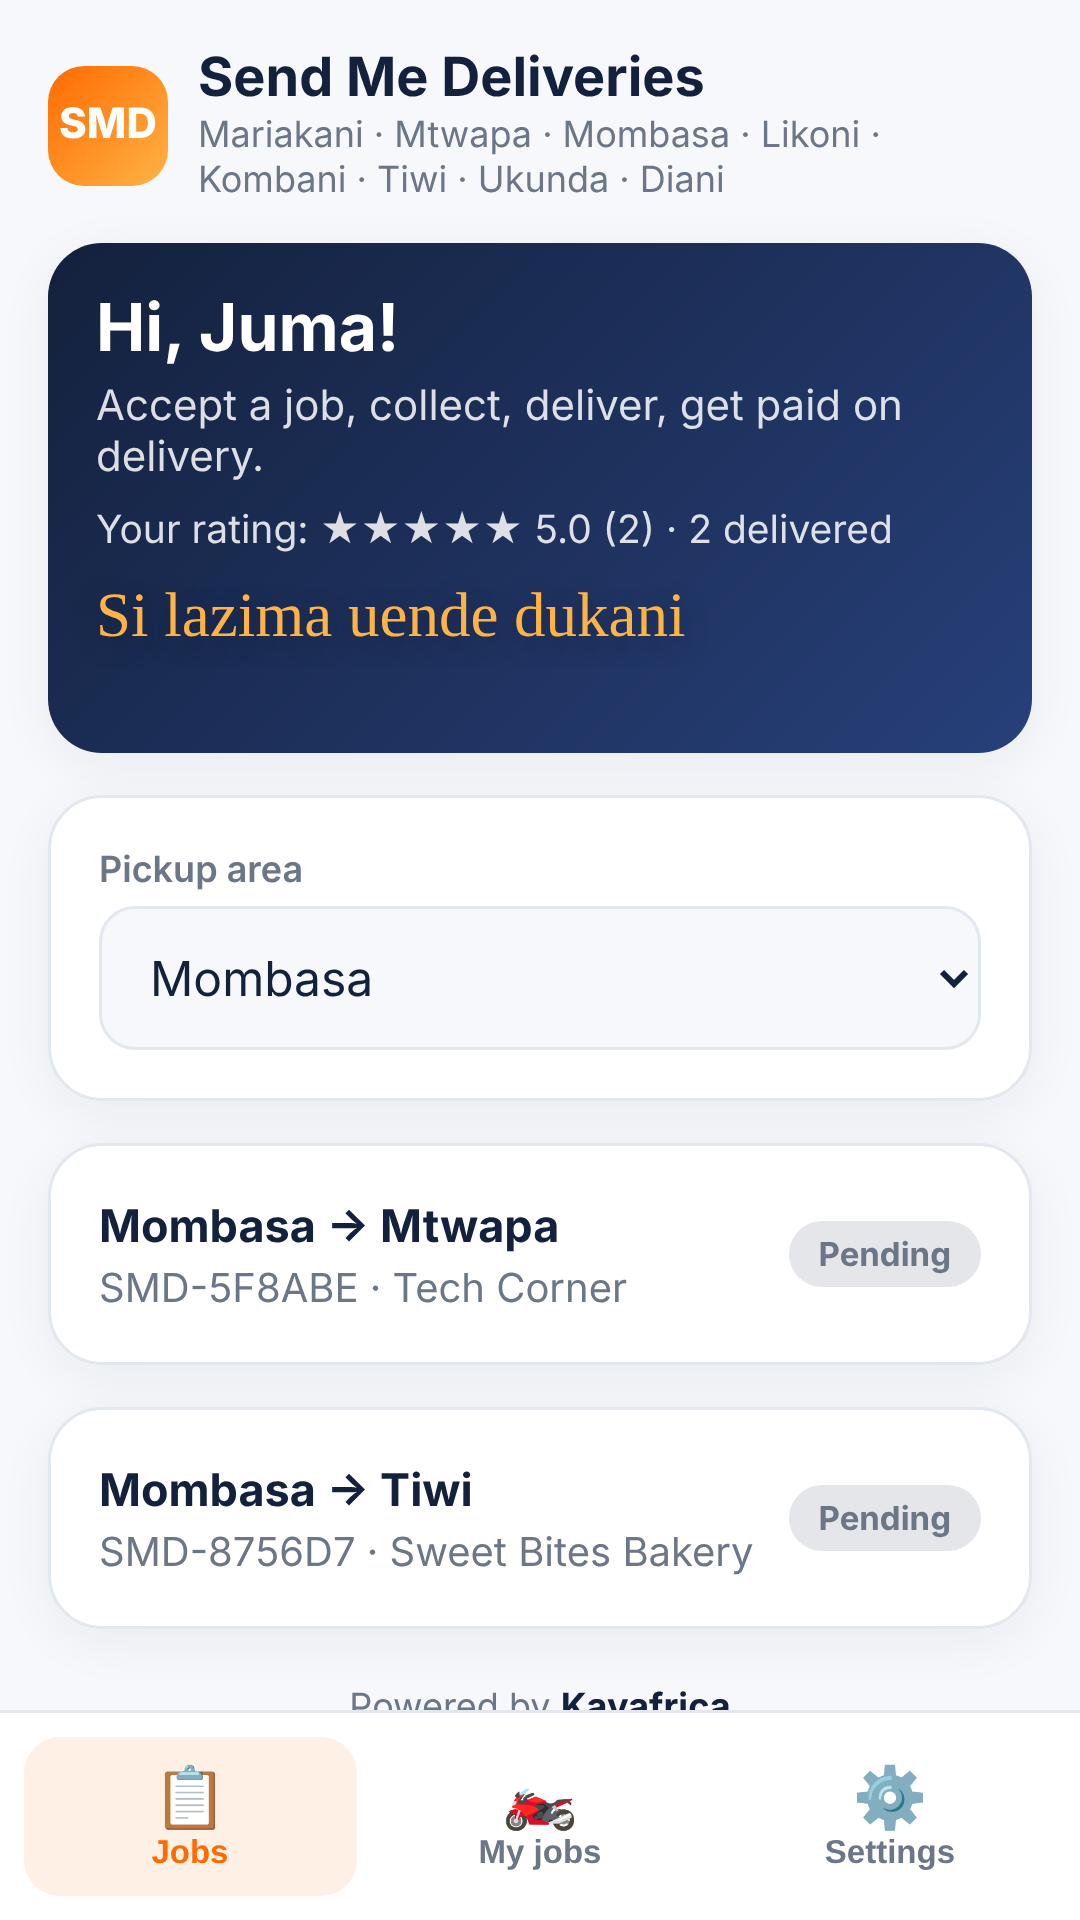 SMD
Send Me Deliveries
Mariakani · Mtwapa · Mombasa · Likoni ·
Kombani · Tiwi · Ukunda · Diani
Hi, Juma!
Accept a job, collect, deliver, get paid on
delivery.
Your rating: ★★★★★ 5.0 (2) · 2 delivered
Si lazima uende dukani
Pickup area
Mombasa
Mombasa → Mtwapa
Pending
SMD-5F8ABE · Tech Corner
Mombasa → Tiwi
Pending
SMD-8756D7 · Sweet Bites Bakery
Powered by Kavafrica
Jobs
My jobs
Settings